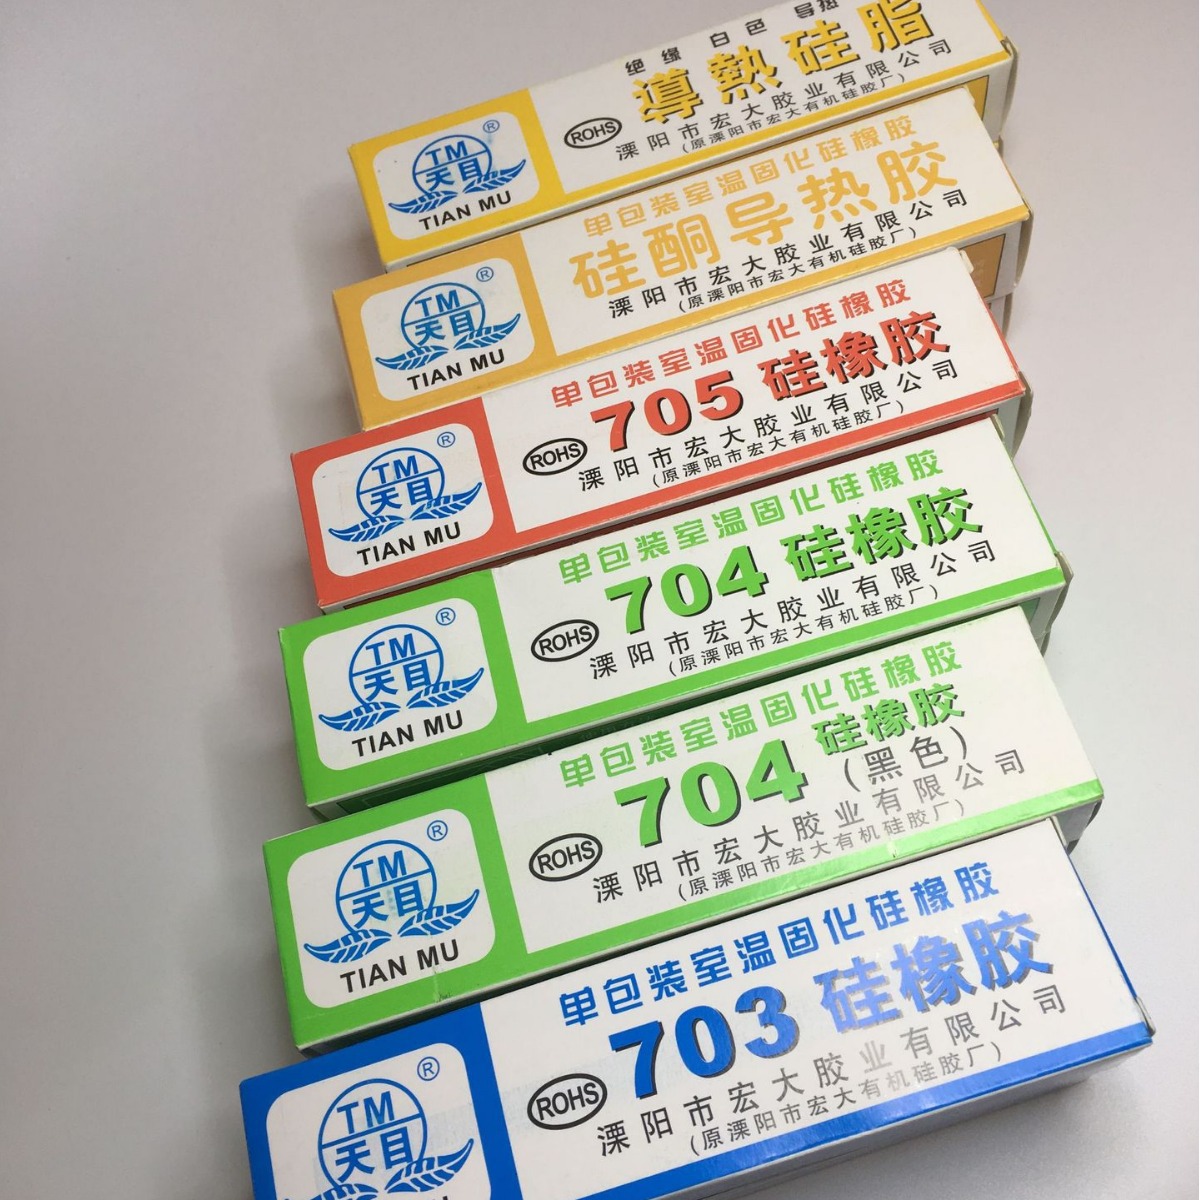 绝缘 白色 导热
導熱硅脂
ROHS
溧阳市宏大胶业有限公司
(原溧阳市宏大有机硅胶厂)
®
TM
天目
TIAN MU
单包装室温固化硅橡胶
硅酮导热胶
溧阳市宏大胶业有限公司
(原溧阳市宏大有机硅胶厂)
®
TM
天目
TIAN MU
单包装室温固化硅橡胶
705 硅橡胶
ROHS
溧阳市宏大胶业有限公司
(原溧阳市宏大有机硅胶厂)
®
TM
天目
TIAN MU
单包装室温固化硅橡胶
704 硅橡胶
ROHS
溧阳市宏大胶业有限公司
(原溧阳市宏大有机硅胶厂)
®
TM
天目
TIAN MU
单包装室温固化硅橡胶
704 硅橡胶
(黑色)
ROHS
溧阳市宏大胶业有限公司
(原溧阳市宏大有机硅胶厂)
®
TM
天目
TIAN MU
单包装室温固化硅橡胶
703 硅橡胶
ROHS
溧阳市宏大胶业有限公司
(原溧阳市宏大有机硅胶厂)
®
TM
天目